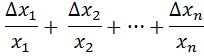 Δx₁/x₁ + Δx₂/x₂ + ⋯ + Δxₙ/xₙ